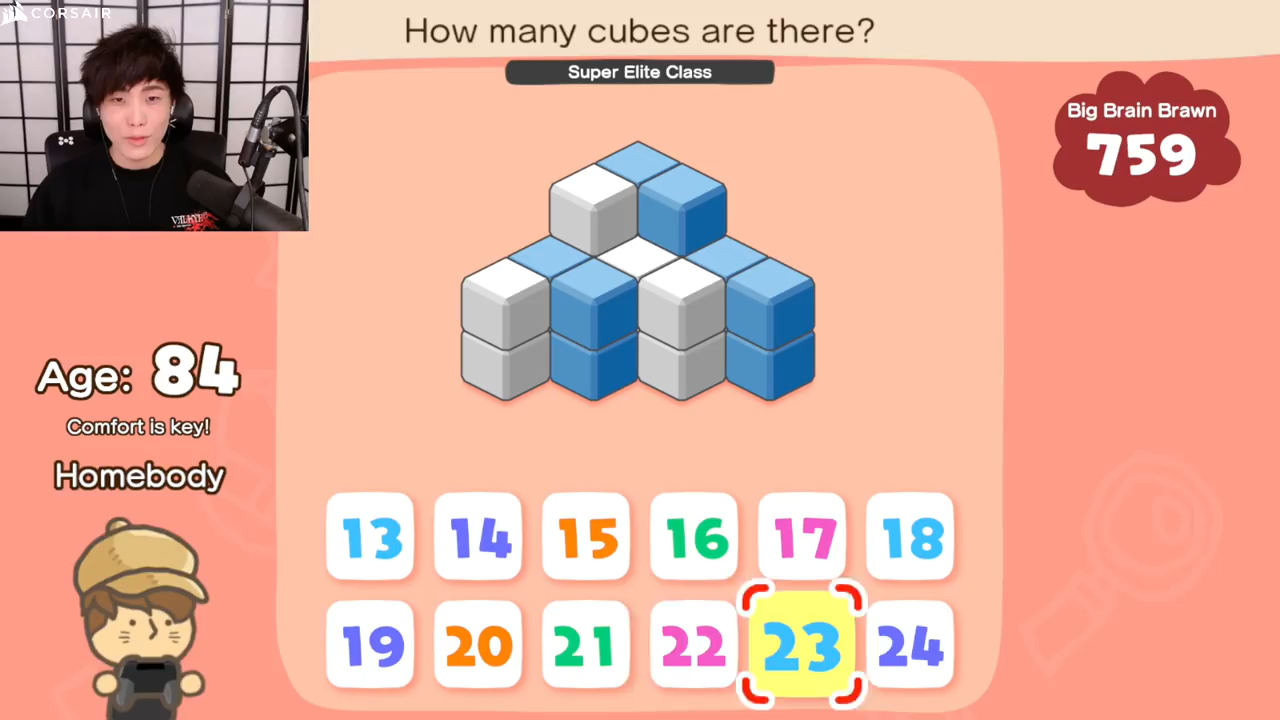 CORSAIR
How many cubes are there?
Super Elite Class
Big Brain Brawn
759
Age: 84
Comfort is key!
Homebody
13 14 15 16 17 18
19 20 21 22 23 24